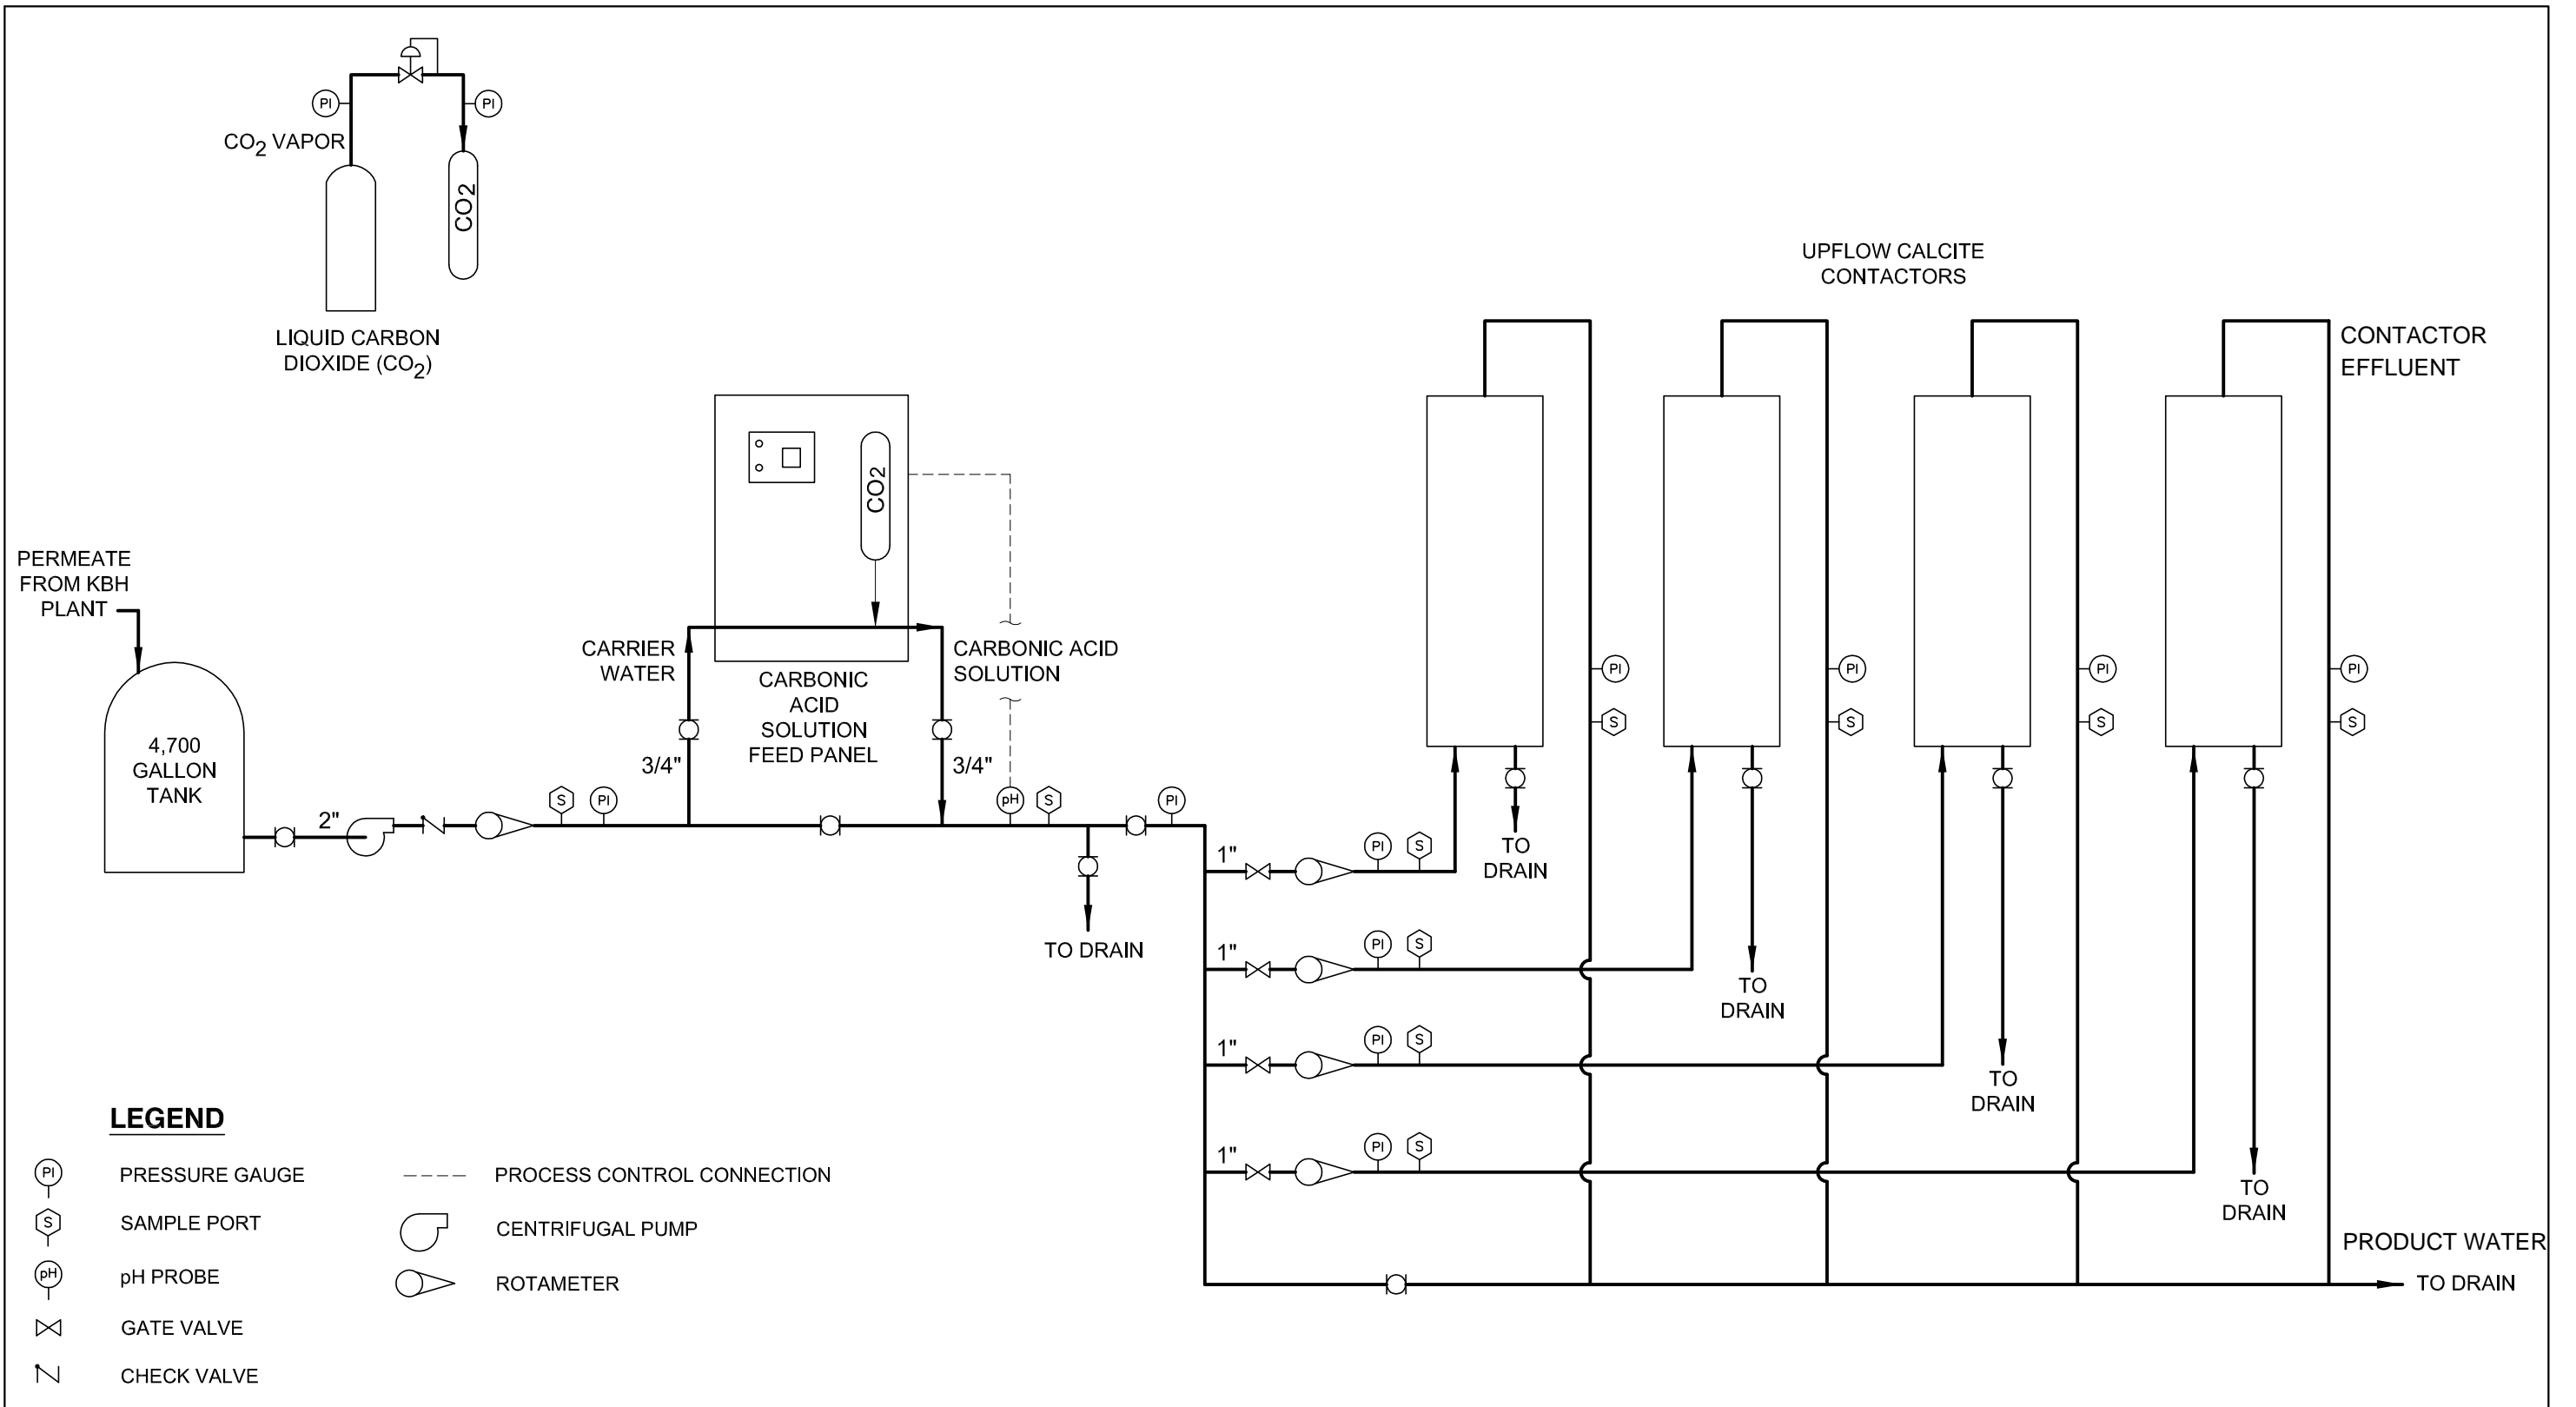 PI
PI
CO2 VAPOR
CO2
LIQUID CARBON
DIOXIDE (CO2)
UPFLOW CALCITE
CONTACTORS
CONTACTOR
EFFLUENT
CO2
PERMEATE
FROM KBH
PLANT
4,700
GALLON
TANK
2"
S
PI
CARRIER
WATER
3/4"
CARBONIC
ACID
SOLUTION
FEED PANEL
CARBONIC ACID
SOLUTION
3/4"
pH
S
PI
TO DRAIN
PI
S
PI
S
PI
S
PI
S
1"
PI
S
TO
DRAIN
1"
PI
S
TO
DRAIN
1"
PI
S
TO
DRAIN
1"
PI
S
TO
DRAIN
PRODUCT WATER
TO DRAIN
LEGEND
PI PRESSURE GAUGE
S SAMPLE PORT
pH pH PROBE
GATE VALVE
CHECK VALVE
PROCESS CONTROL CONNECTION
CENTRIFUGAL PUMP
ROTAMETER